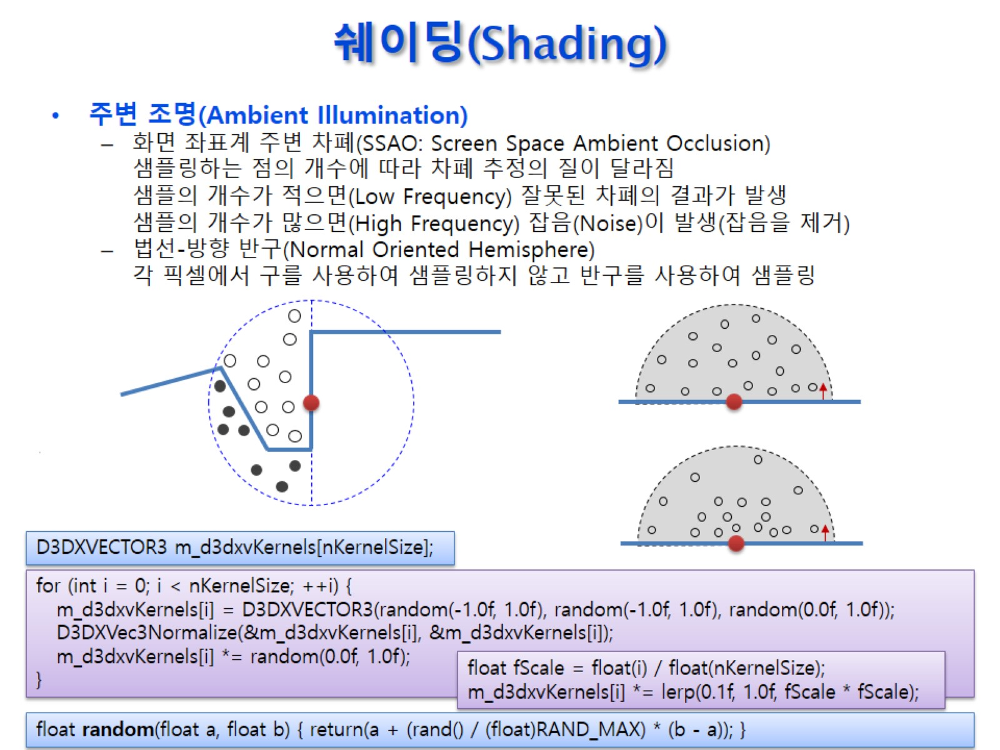 쉐이딩(Shading)
• 주변 조명(Ambient Illumination)
– 화면 좌표계 주변 차폐(SSAO: Screen Space Ambient Occlusion)
샘플링하는 점의 개수에 따라 차폐 추정의 질이 달라짐
샘플의 개수가 적으면(Low Frequency) 잘못된 차폐의 결과가 발생
샘플의 개수가 많으면(High Frequency) 잡음(Noise)이 발생(잡음을 제거)
– 법선-방향 반구(Normal Oriented Hemisphere)
각 픽셀에서 구를 사용하여 샘플링하지 않고 반구를 사용하여 샘플링
D3DXVECTOR3 m_d3dxvKernels[nKernelSize];
for (int i = 0; i < nKernelSize; ++i) {
m_d3dxvKernels[i] = D3DXVECTOR3(random(-1.0f, 1.0f), random(-1.0f, 1.0f), random(0.0f, 1.0f));
D3DXVec3Normalize(&m_d3dxvKernels[i], &m_d3dxvKernels[i]);
m_d3dxvKernels[i] *= random(0.0f, 1.0f);
}
float fScale = float(i) / float(nKernelSize);
m_d3dxvKernels[i] *= lerp(0.1f, 1.0f, fScale * fScale);
float random(float a, float b) { return(a + (rand() / (float)RAND_MAX) * (b - a)); }